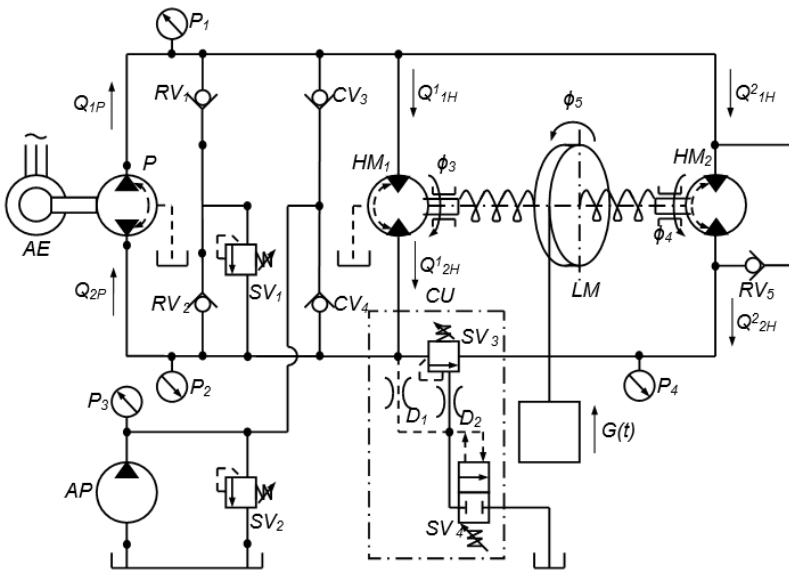 P1
Q1P
RV1
CV3
Q11H
ϕ5
Q21H
P
HM1
ϕ3
HM2
AE
ϕ4
Q2P
RV2
SV1
CV4
Q12H
LM
RV5
CU
Q22H
SV3
P2
P4
P3
D1
D2
G(t)
AP
SV2
SV4